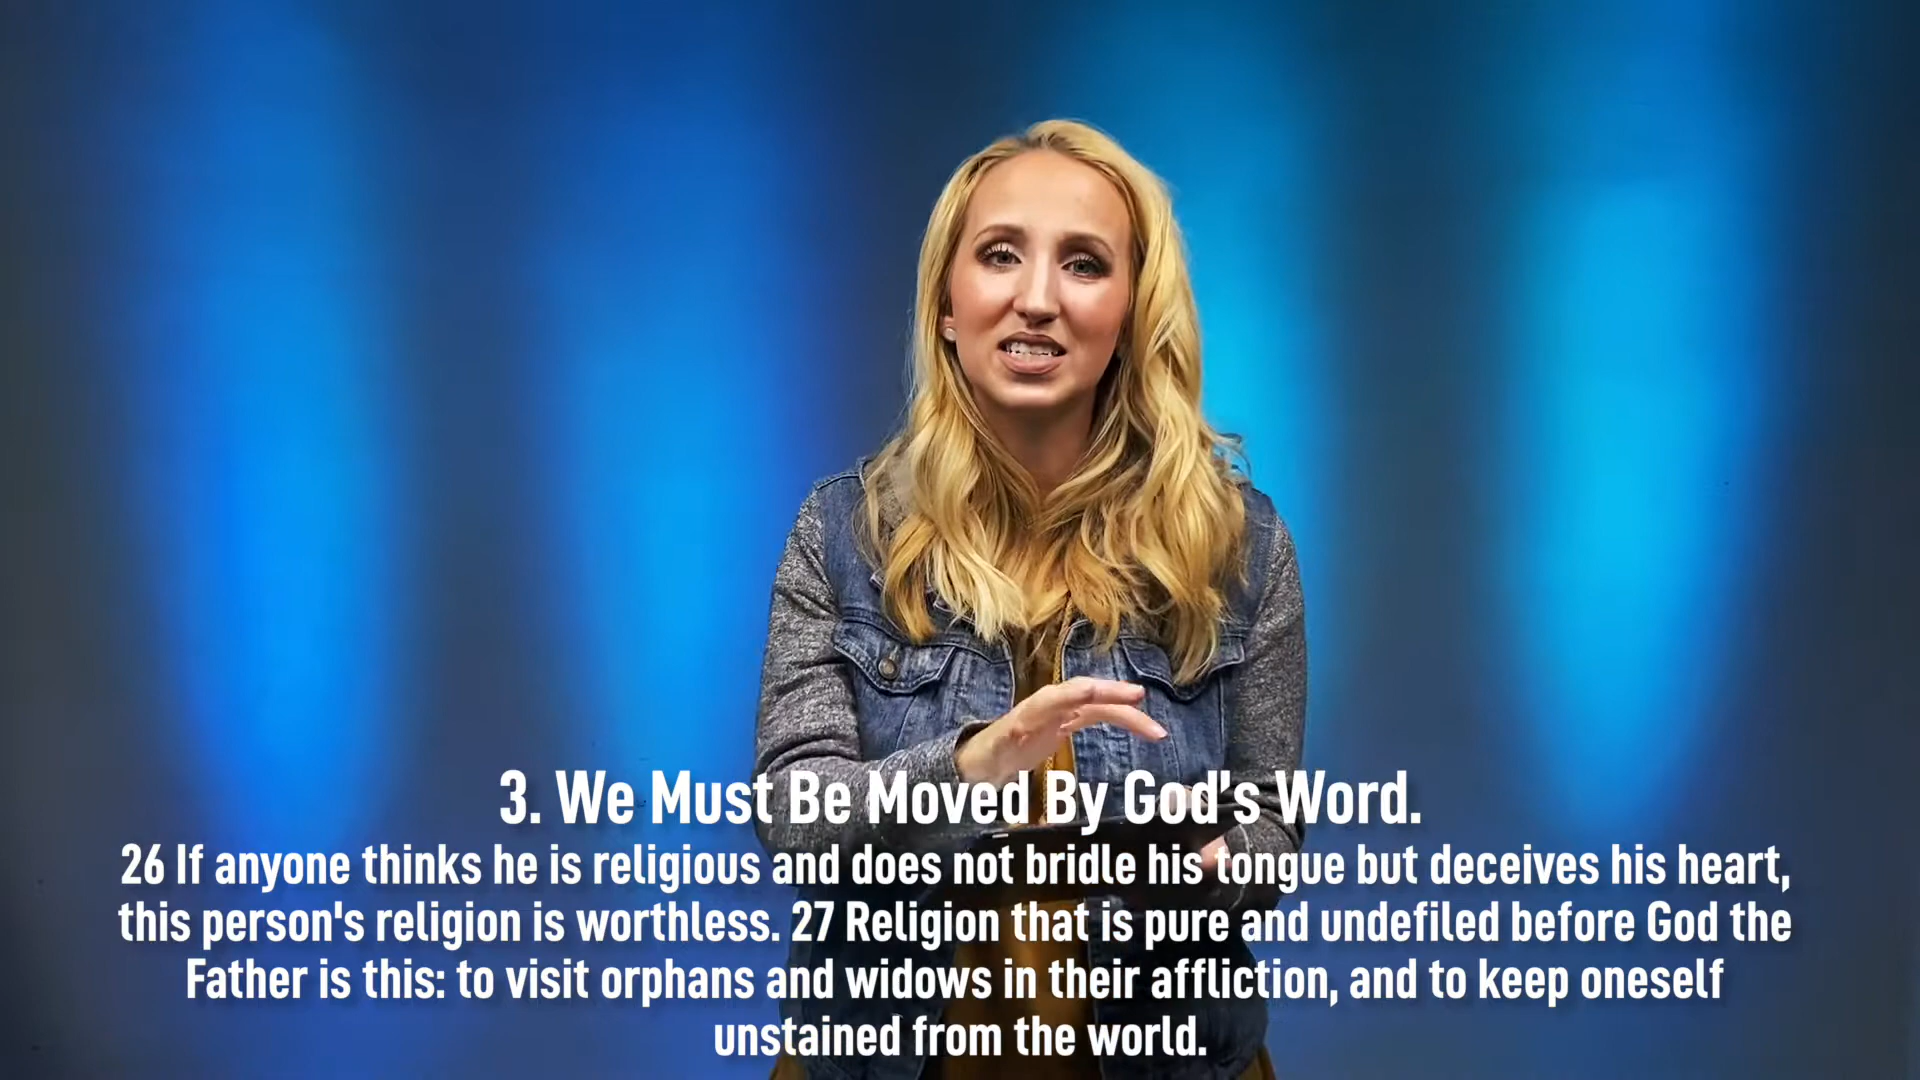 3. We Must Be Moved By God's Word.
26 If anyone thinks he is religious and does not bridle his tongue but deceives his heart,
this person's religion is worthless. 27 Religion that is pure and undefiled before God the
Father is this: to visit orphans and widows in their affliction, and to keep oneself
unstained from the world.